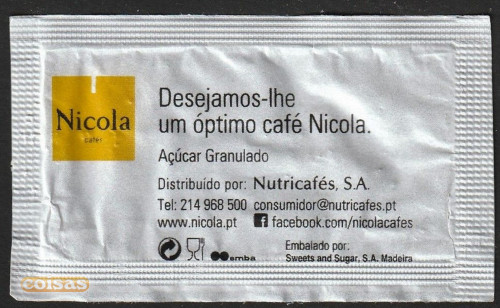 Nicola
cafés
Desejamos-lhe
um óptimo café Nicola.
Açúcar Granulado
Distribuído por: Nutricafés, S.A.
Tel: 214 968 500 consumidor@nutricafes.pt
www.nicola.pt facebook.com/nicolacafes
amba
Embalado por:
Sweets and Sugar, S.A. Madeira
coisas